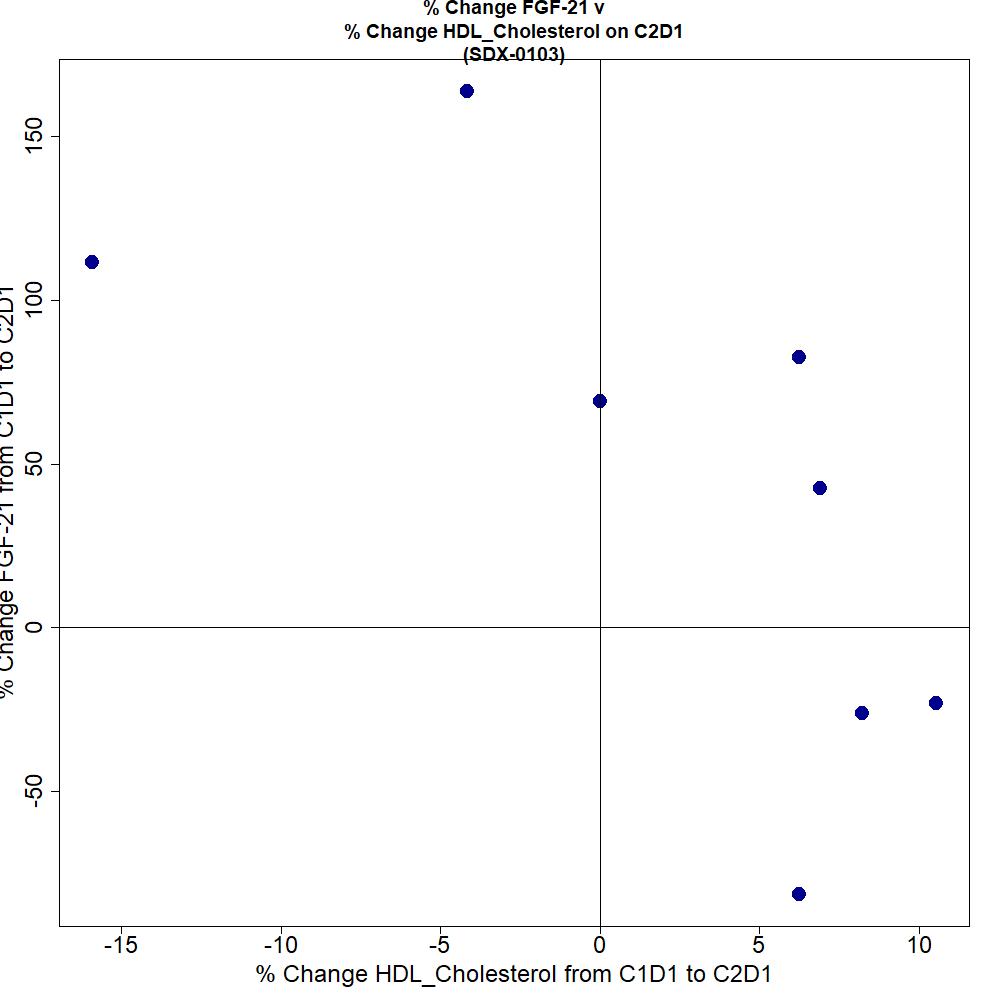 % Change FGF-21 v
% Change HDL_Cholesterol on C2D1
(SDX-0103)
% Change FGF-21 from C1D1 to C2D1
150
100
50
0
-50
-15
-10
-5
0
5
10
% Change HDL_Cholesterol from C1D1 to C2D1